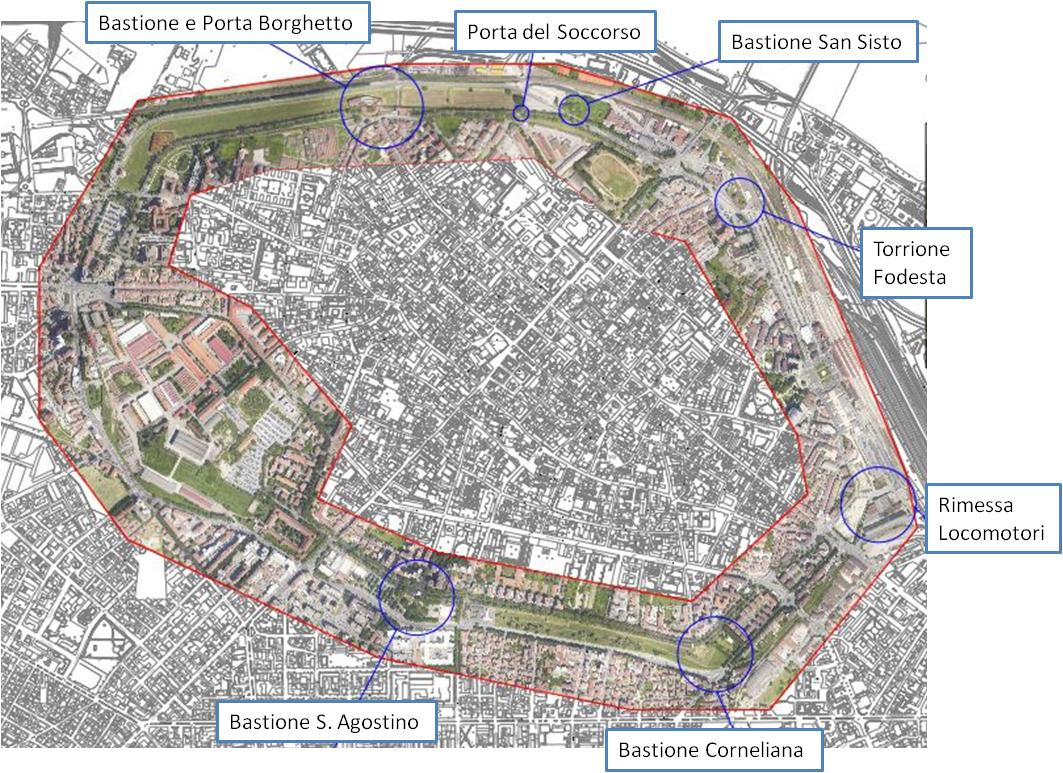 Bastione e Porta Borghetto
Porta del Soccorso
Bastione San Sisto
Torrione
Fodesta
Rimessa
Locomotori
Bastione S. Agostino
Bastione Corneliana